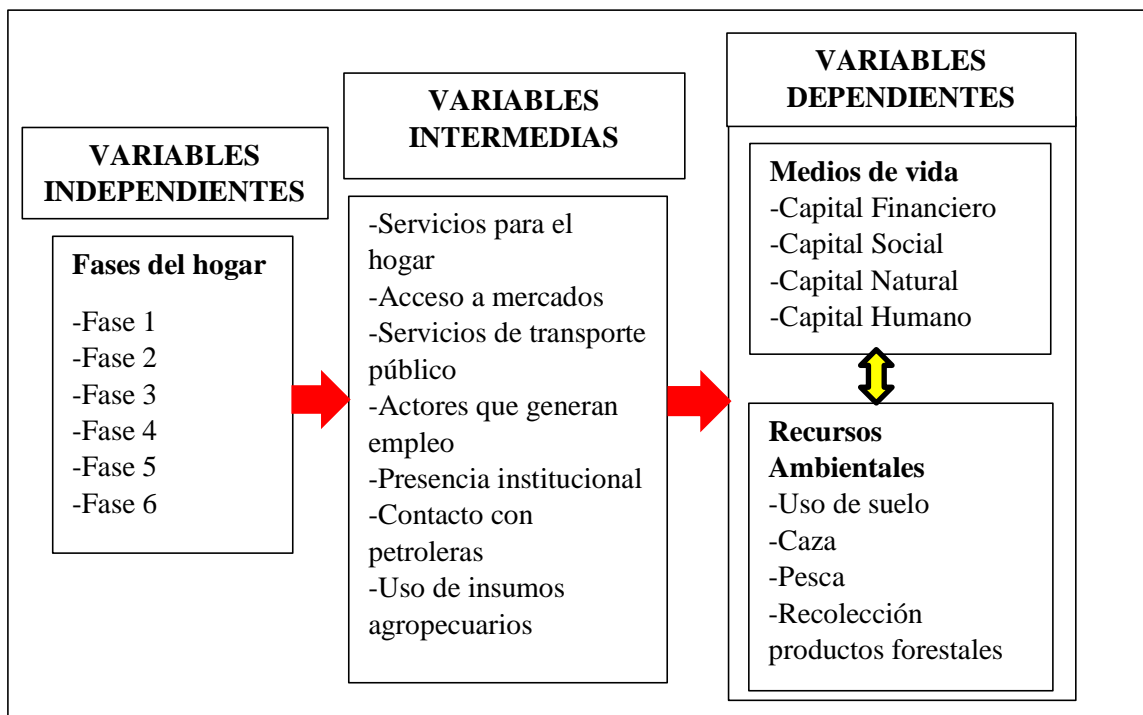 VARIABLES
INDEPENDIENTES
Fases del hogar
-Fase 1
-Fase 2
-Fase 3
-Fase 4
-Fase 5
-Fase 6
VARIABLES
INTERMEDIAS
-Servicios para el
hogar
-Acceso a mercados
-Servicios de transporte
público
-Actores que generan
empleo
-Presencia institucional
-Contacto con
petroleras
-Uso de insumos
agropecuarios
VARIABLES
DEPENDIENTES
Medios de vida
-Capital Financiero
-Capital Social
-Capital Natural
-Capital Humano
Recursos
Ambientales
-Uso de suelo
-Caza
-Pesca
-Recolección
productos forestales